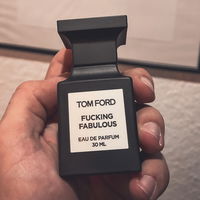 TOM FORD
FUCKING
FABULOUS
EAU DE PARFUM
30 ML